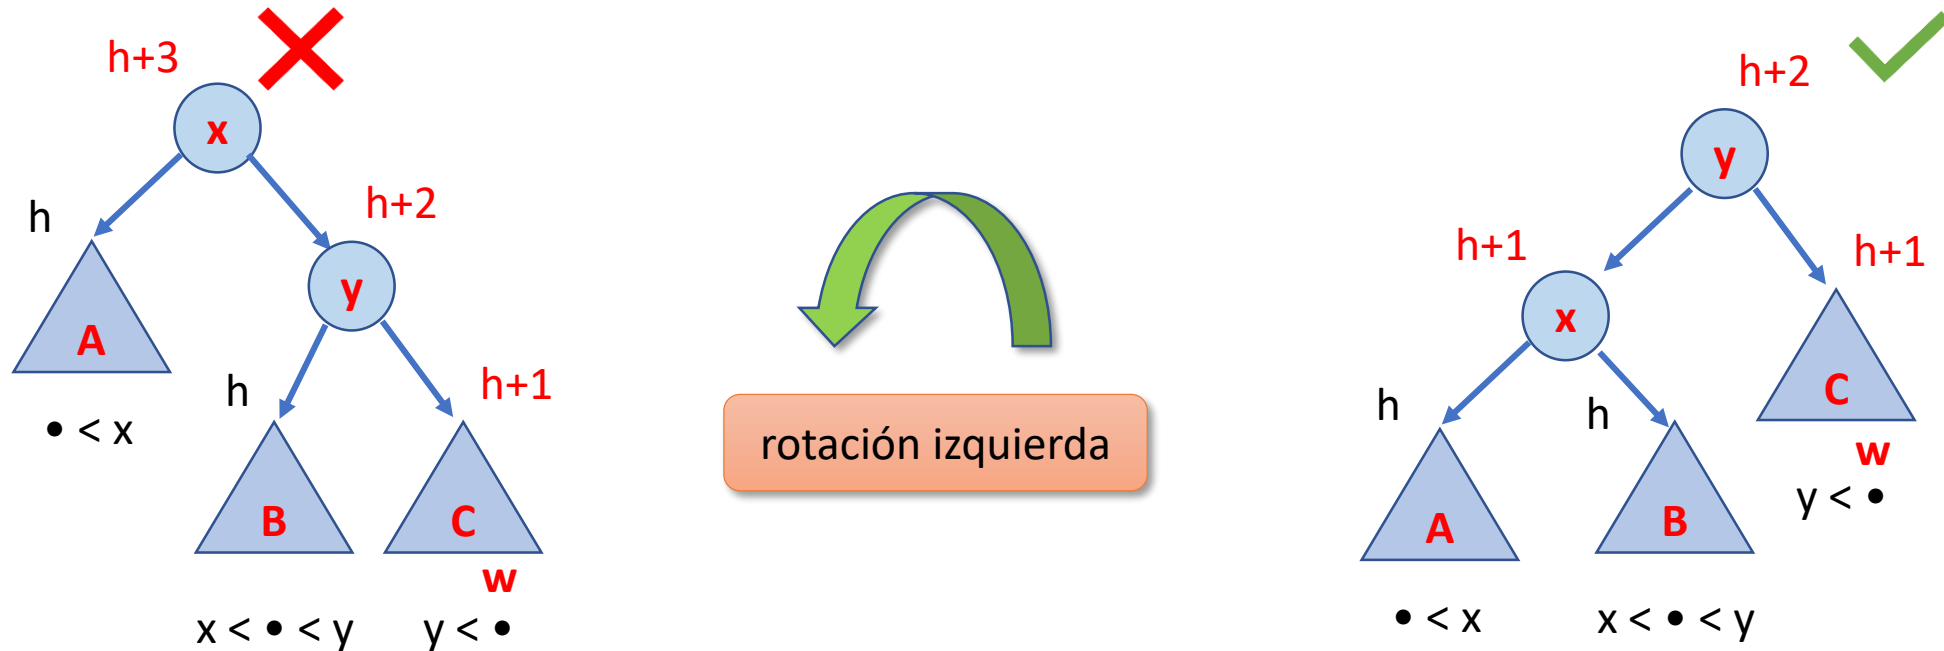 h+3
x
h
h+2
A
y
• < x
h
h+1
B
C
w
x < • < y
y < •
rotación izquierda
h+2
y
h+1
h+1
x
C
h
h
w
y < •
A
B
• < x
x < • < y